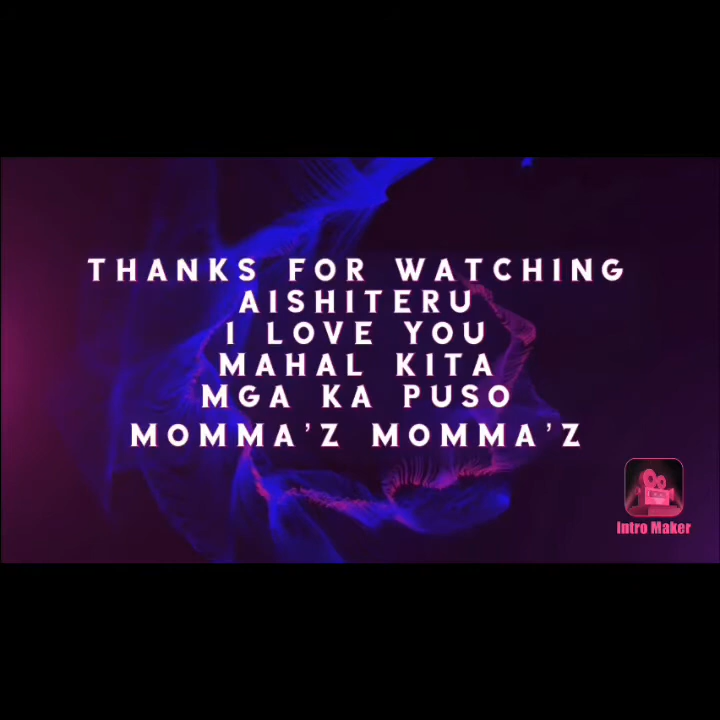 THANKS FOR WATCHING
AISHITERU
I LOVE YOU
MAHAL KITA
MGA KA PUSO
MOMMA'Z MOMMA'Z
Intro Maker